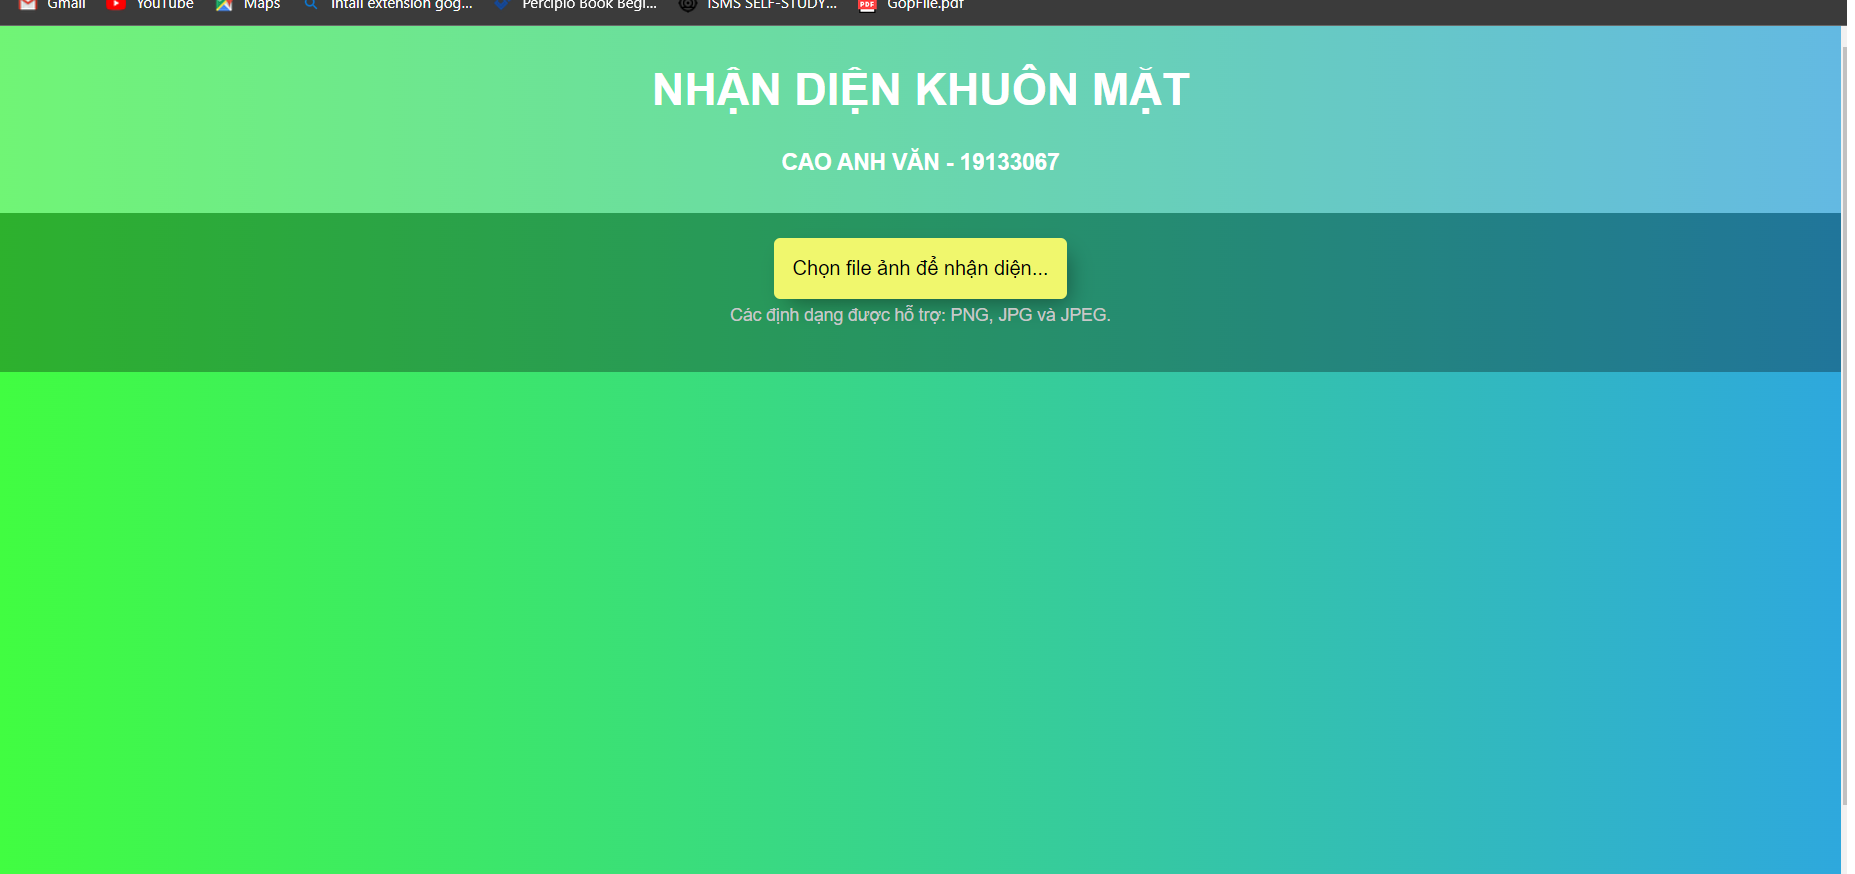 Gmail YouTube Maps Intall extension gog... Percipio Book Begi... ISMS SELF-STUDY... PDF GopFile.pdf
NHẬN DIỆN KHUÔN MẶT
CAO ANH VĂN - 19133067
Chọn file ảnh để nhận diện...
Các định dạng được hỗ trợ: PNG, JPG và JPEG.